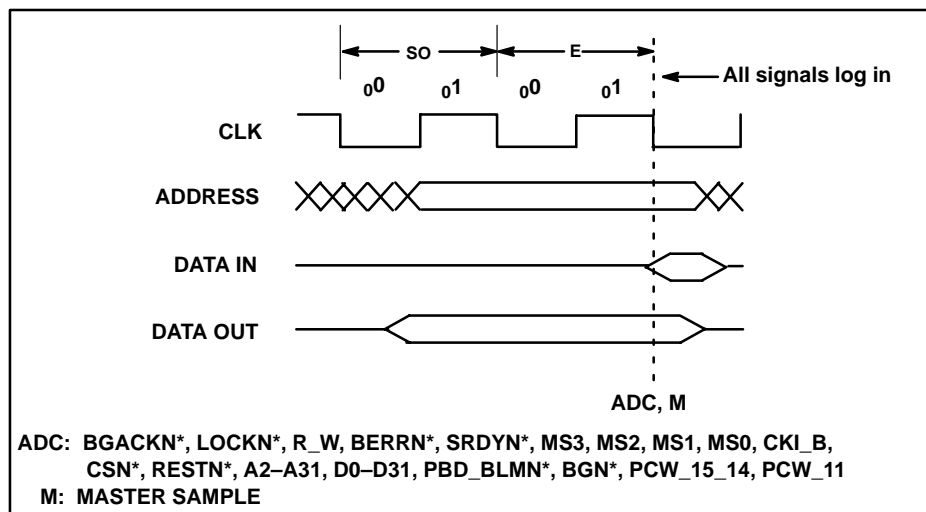 SO E
00 01 00 01 All signals log in
CLK
ADDRESS
DATA IN
DATA OUT
ADC, M
ADC: BGACKN*, LOCKN*, R_W, BERRN*, SRDYN*, MS3, MS2, MS1, MS0, CKI_B,
CSN*, RESTN*, A2–A31, D0–D31, PBD_BLMN*, BGN*, PCW_15_14, PCW_11
M: MASTER SAMPLE